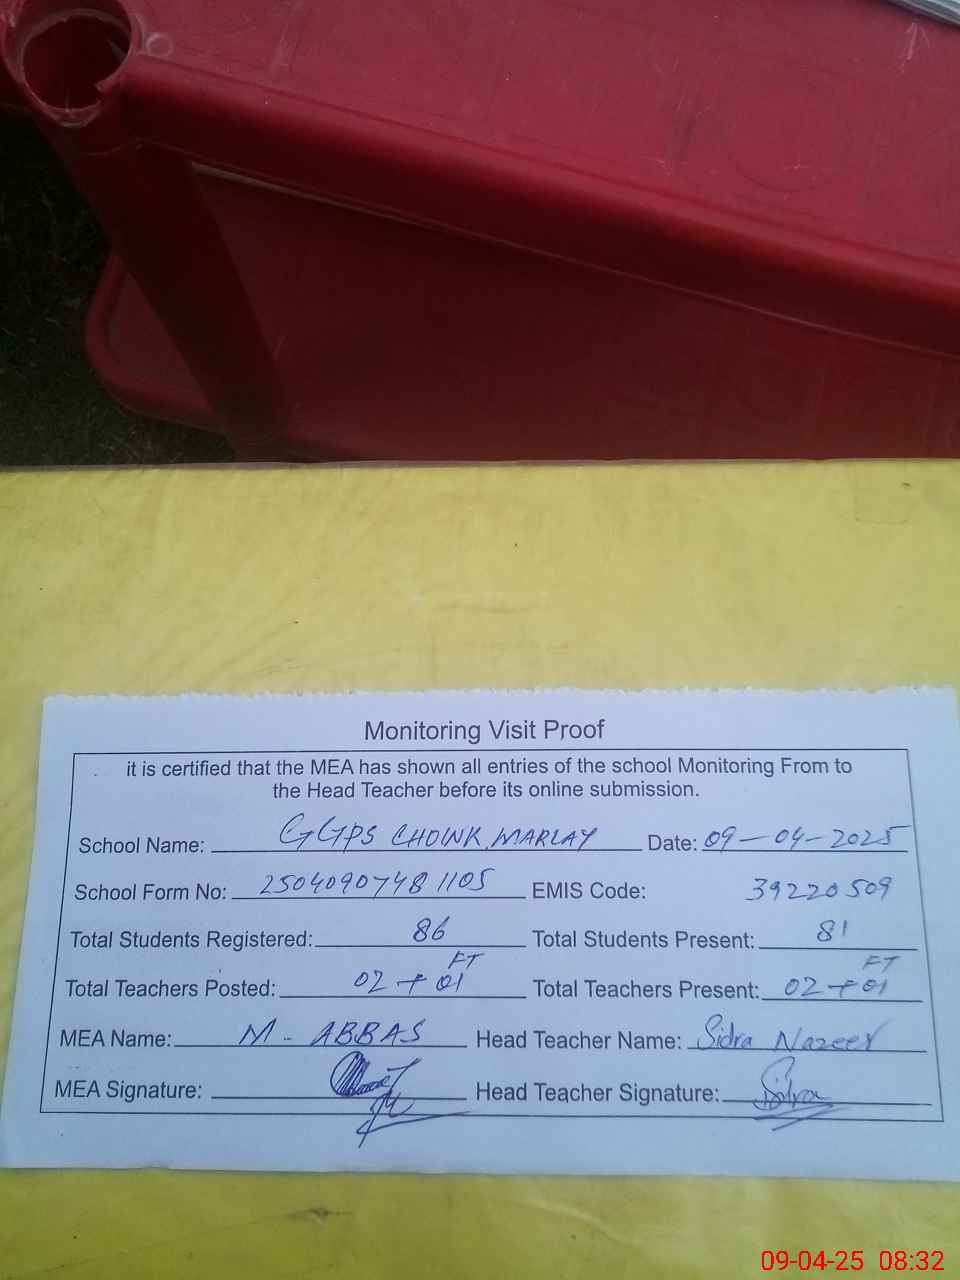 Monitoring Visit Proof
it is certified that the MEA has shown all entries of the school Monitoring From to
the Head Teacher before its online submission.
School Name: GGPS CHOWK MARLAY Date: 09-04-2025
School Form No: 25040907481105 EMIS Code: 39220509
Total Students Registered: 86 Total Students Present: 81
Total Teachers Posted: 02 + 01 FT Total Teachers Present: 02 + 01 FT
MEA Name: M. ABBAS Head Teacher Name: Sidra Nazeer
MEA Signature: Head Teacher Signature: Sidra
09-04-25 08:32